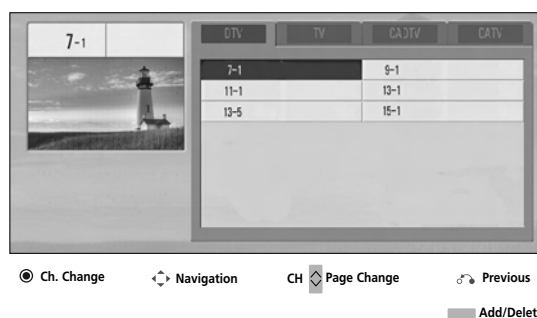 7-1
DTV TV CADTV CATV
7-1 9-1
11-1 13-1
13-5 15-1
Ch. Change Navigation CH Page Change Previous
Add/Delet